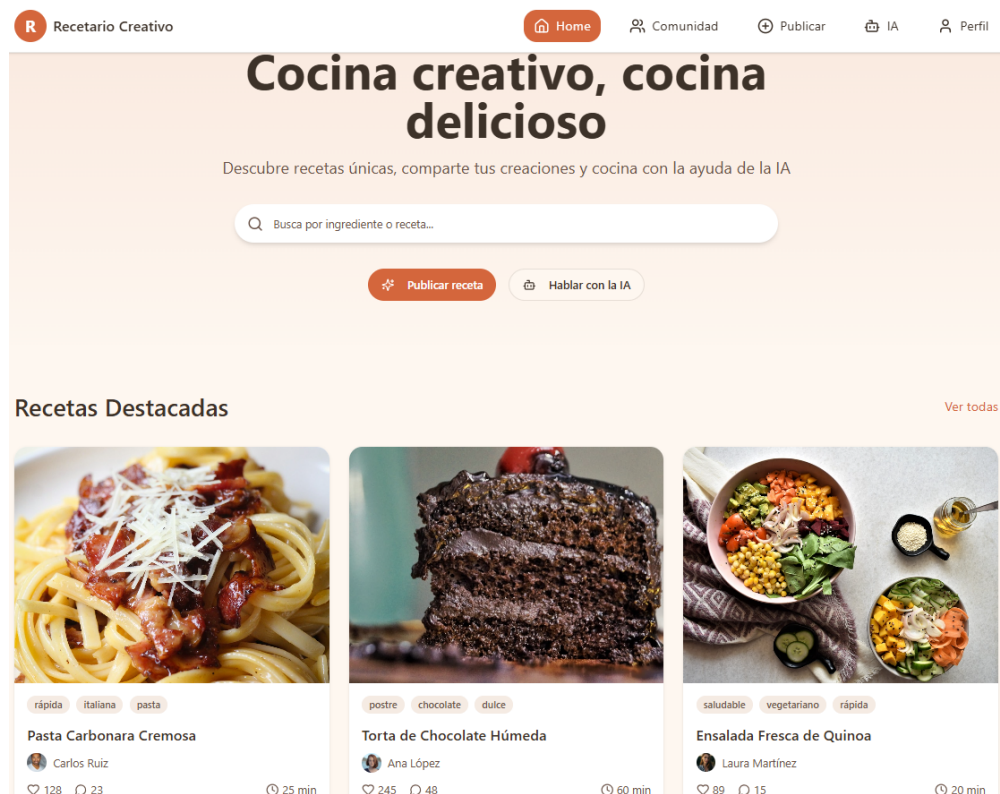 R Recetario Creativo Home Comunidad Publicar IA Perfil
Cocina creativo, cocina
delicioso
Descubre recetas únicas, comparte tus creaciones y cocina con la ayuda de la IA
Busca por ingrediente o receta...
Publicar receta Hablar con la IA
Recetas Destacadas Ver todas
rápida italiana pasta
Pasta Carbonara Cremosa
Carlos Ruiz
128 23 25 min
postre chocolate dulce
Torta de Chocolate Húmeda
Ana López
245 48 60 min
saludable vegetariano rápida
Ensalada Fresca de Quinoa
Laura Martínez
89 15 20 min